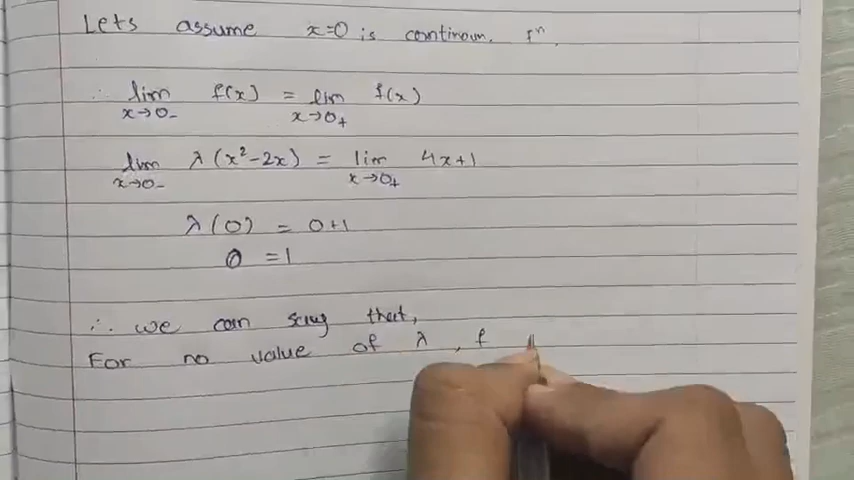 Lets assume x=0 is continoun. fⁿ.
∴ lim x→0- f(x) = lim x→0+ f(x)
lim x→0- λ(x²-2x) = lim x→0+ 4x+1
λ(0) = 0+1
0 = 1
∴ we can say that,
For no value of λ, f